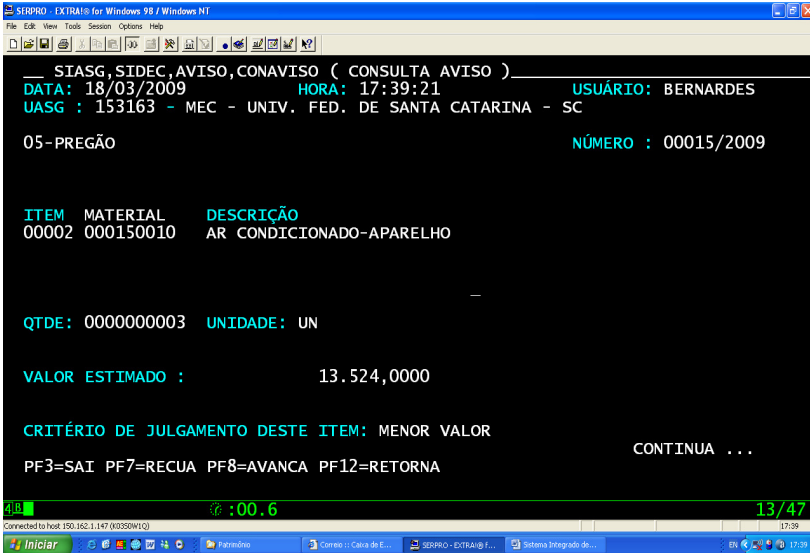 SERPRO - EXTRA!® for Windows 98 / Windows NT
File Edit View Tools Session Options Help
__ SIASG,SIDEC,AVISO,CONAVISO ( CONSULTA AVISO )
DATA: 18/03/2009 HORA: 17:39:21 USUÁRIO: BERNARDES
UASG : 153163 - MEC - UNIV. FED. DE SANTA CATARINA - SC
05-PREGÃO NÚMERO : 00015/2009
ITEM MATERIAL DESCRIÇÃO
00002 000150010 AR CONDICIONADO-APARELHO
QTDE: 0000000003 UNIDADE: UN
VALOR ESTIMADO : 13.524,0000
CRITÉRIO DE JULGAMENTO DESTE ITEM: MENOR VALOR
CONTINUA ...
PF3=SAI PF7=RECUA PF8=AVANCA PF12=RETORNA
4B :00.6 13/47
Connected to host 150.162.1.147 (K0350W1Q) 17:39
Iniciar Patrimônio Correio :: Caixa de E... SERPRO - EXTRA!® f... Sistema Integrado de... EN 17:39